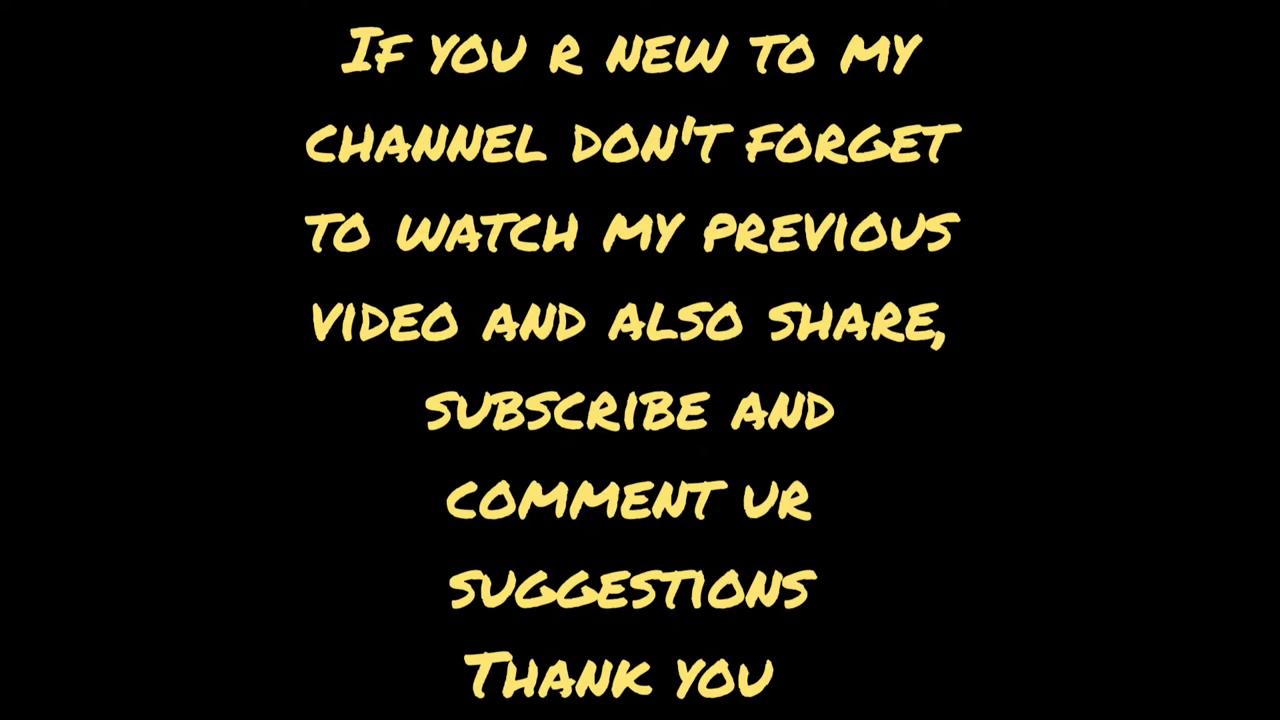 If you r new to my
channel don't forget
to watch my previous
video and also share,
subscribe and
comment ur
suggestions
Thank you